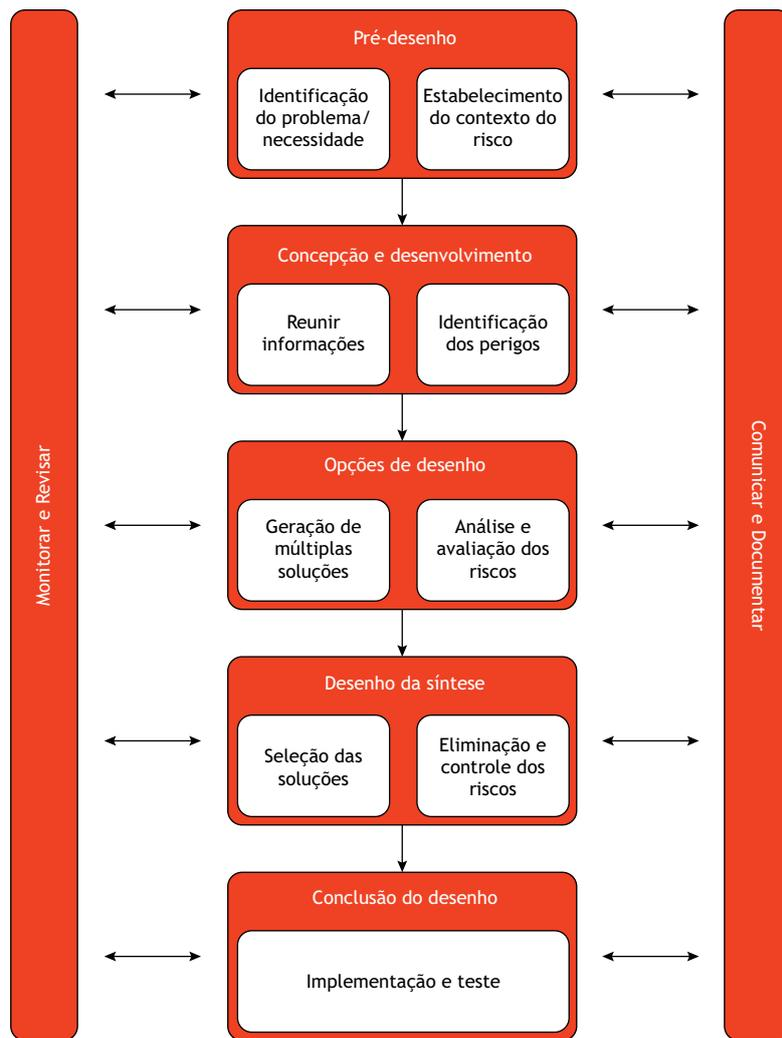 Monitorar e Revisar
Pré-desenho
Identificação
do problema/
necessidade
Estabelecimento
do contexto do
risco
Concepção e desenvolvimento
Reunir
informações
Identificação
dos perigos
Opções de desenho
Geração de
múltiplas
soluções
Análise e
avaliação dos
riscos
Desenho da síntese
Seleção das
soluções
Eliminação e
controle dos
riscos
Conclusão do desenho
Implementação e teste
Comunicar e Documentar